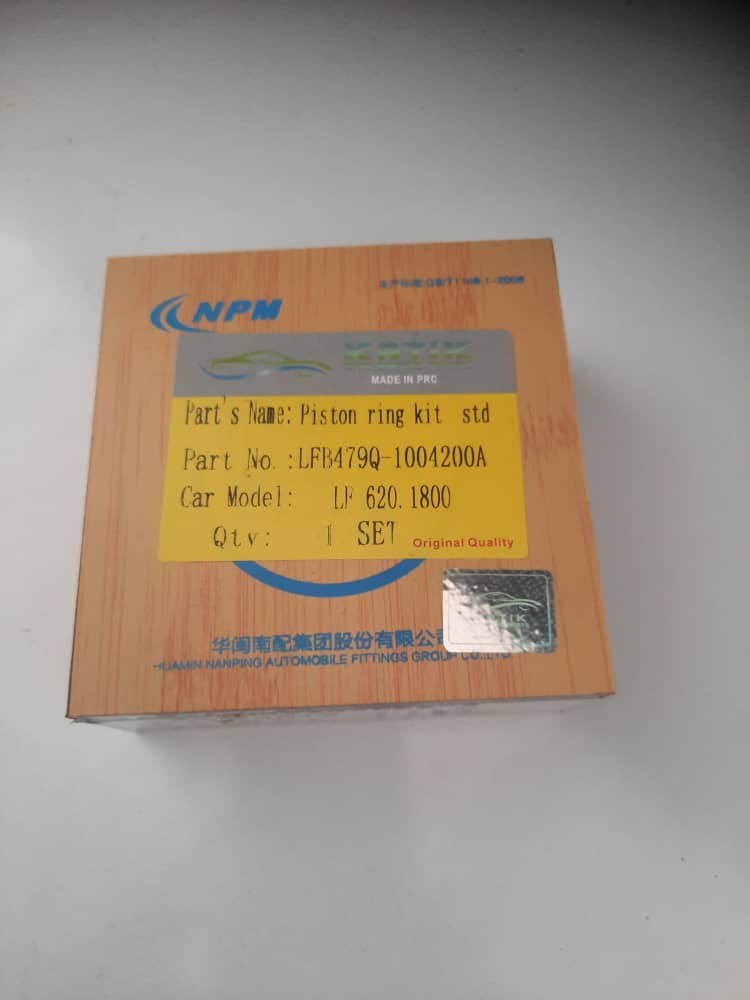 NPM
KATIK
MADE IN PRC
Part's Name: Piston ring kit std
Part No.:LFB479Q-1004200A
Car Model: LF 620.1800
Qty: 1 SET
Original Quality
华闽南配集团股份有限公司
HUAMIN NANPING AUTOMOBILE FITTINGS GROUP CO.,LTD.